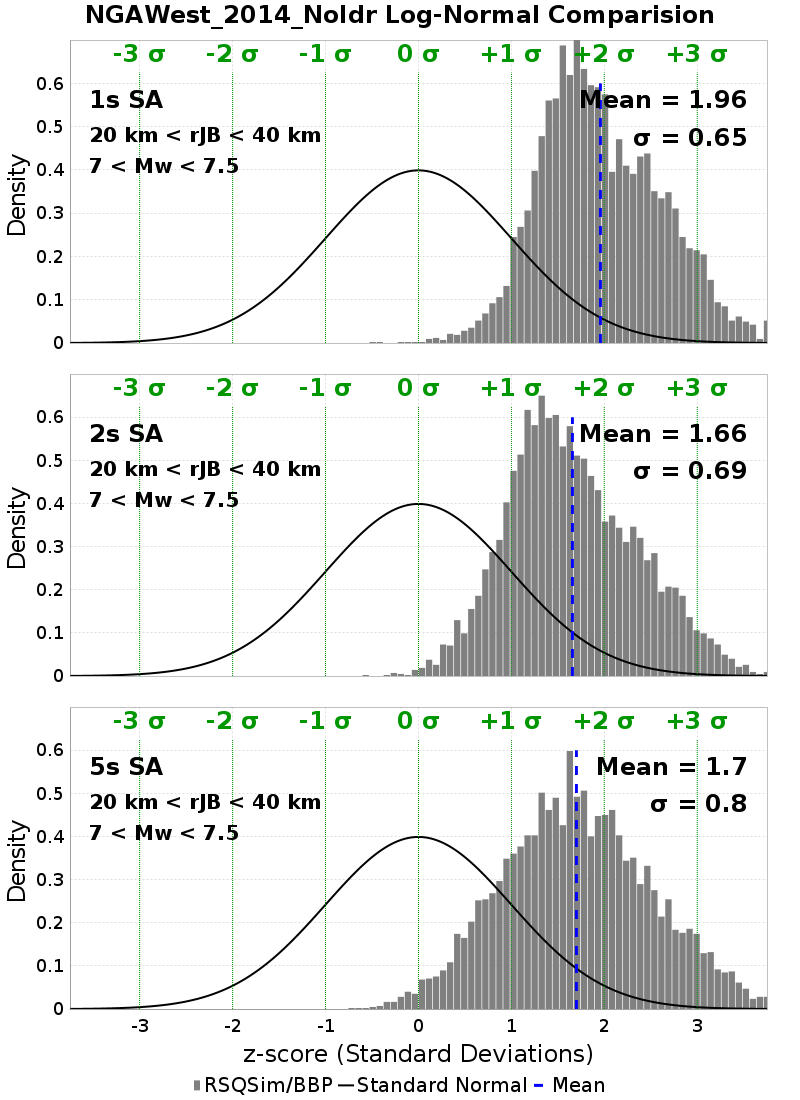 NGAWest_2014_NoIdr Log-Normal Comparision
-3 σ -2 σ -1 σ 0 σ +1 σ +2 σ +3 σ
1s SA
Mean = 1.96
20 km < rJB < 40 km
σ = 0.65
7 < Mw < 7.5
Density
0.6
0.5
0.4
0.3
0.2
0.1
0
-3 σ -2 σ -1 σ 0 σ +1 σ +2 σ +3 σ
2s SA
Mean = 1.66
20 km < rJB < 40 km
σ = 0.69
7 < Mw < 7.5
Density
0.6
0.5
0.4
0.3
0.2
0.1
0
-3 σ -2 σ -1 σ 0 σ +1 σ +2 σ +3 σ
5s SA
Mean = 1.7
20 km < rJB < 40 km
σ = 0.8
7 < Mw < 7.5
Density
0.6
0.5
0.4
0.3
0.2
0.1
0
-3 -2 -1 0 1 2 3
z-score (Standard Deviations)
RSQSim/BBP Standard Normal Mean